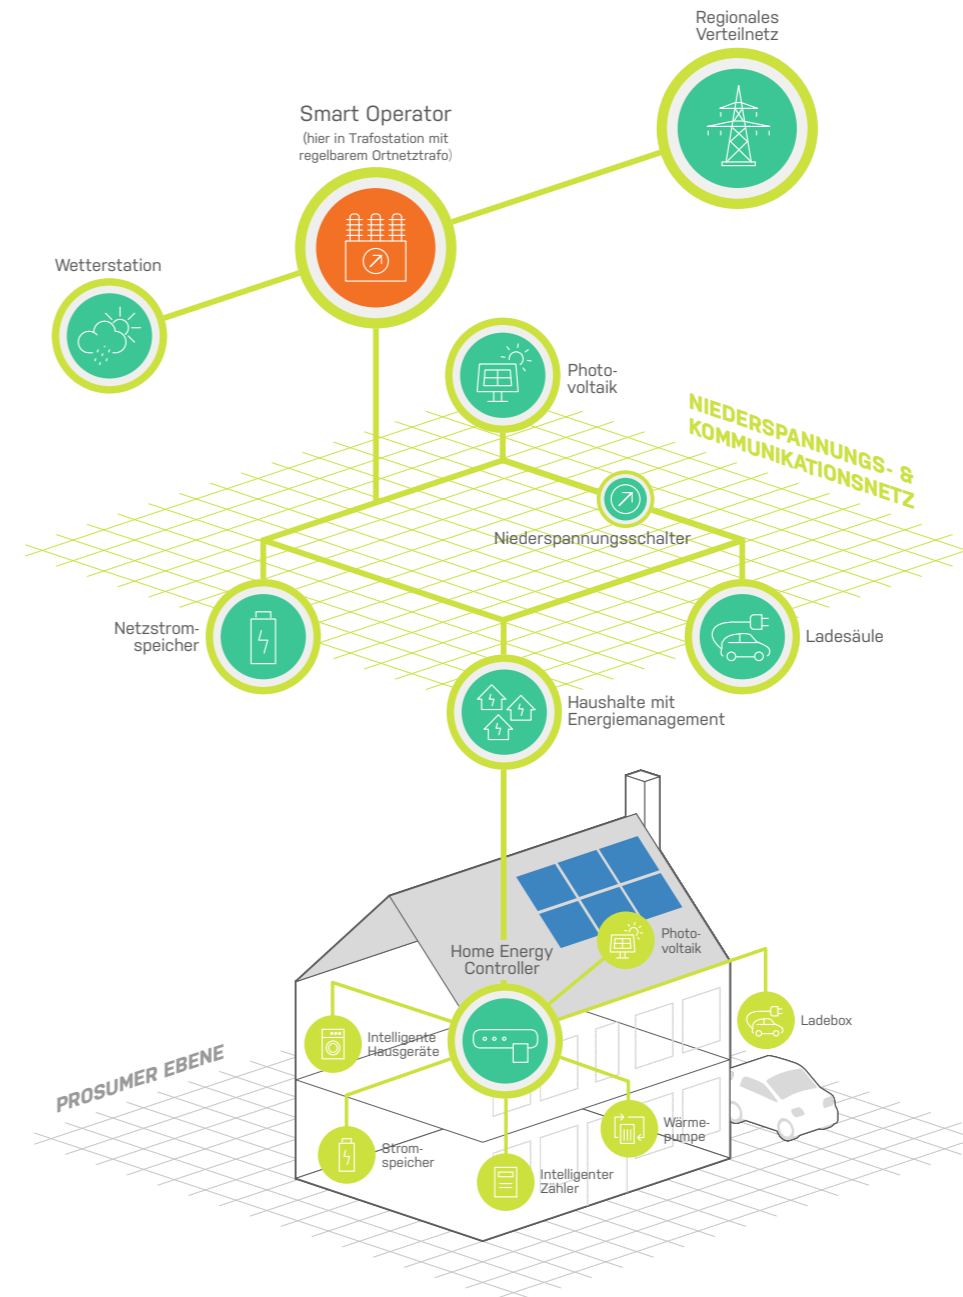 Regionales
Verteilnetz
Smart Operator
(hier in Trafostation mit
regelbarem Ortnetztrafo)
Wetterstation
Photo-
voltaik
NIEDERSPANNUNGS- &
KOMMUNIKATIONSNETZ
Niederspannungsschalter
Netzstrom-
speicher
Ladesäule
Haushalte mit
Energiemanagement
Home Energy
Controller
Photo-
voltaik
Ladebox
Intelligente
Hausgeräte
PROSUMER EBENE
Strom-
speicher
Wärme-
pumpe
Intelligenter
Zähler